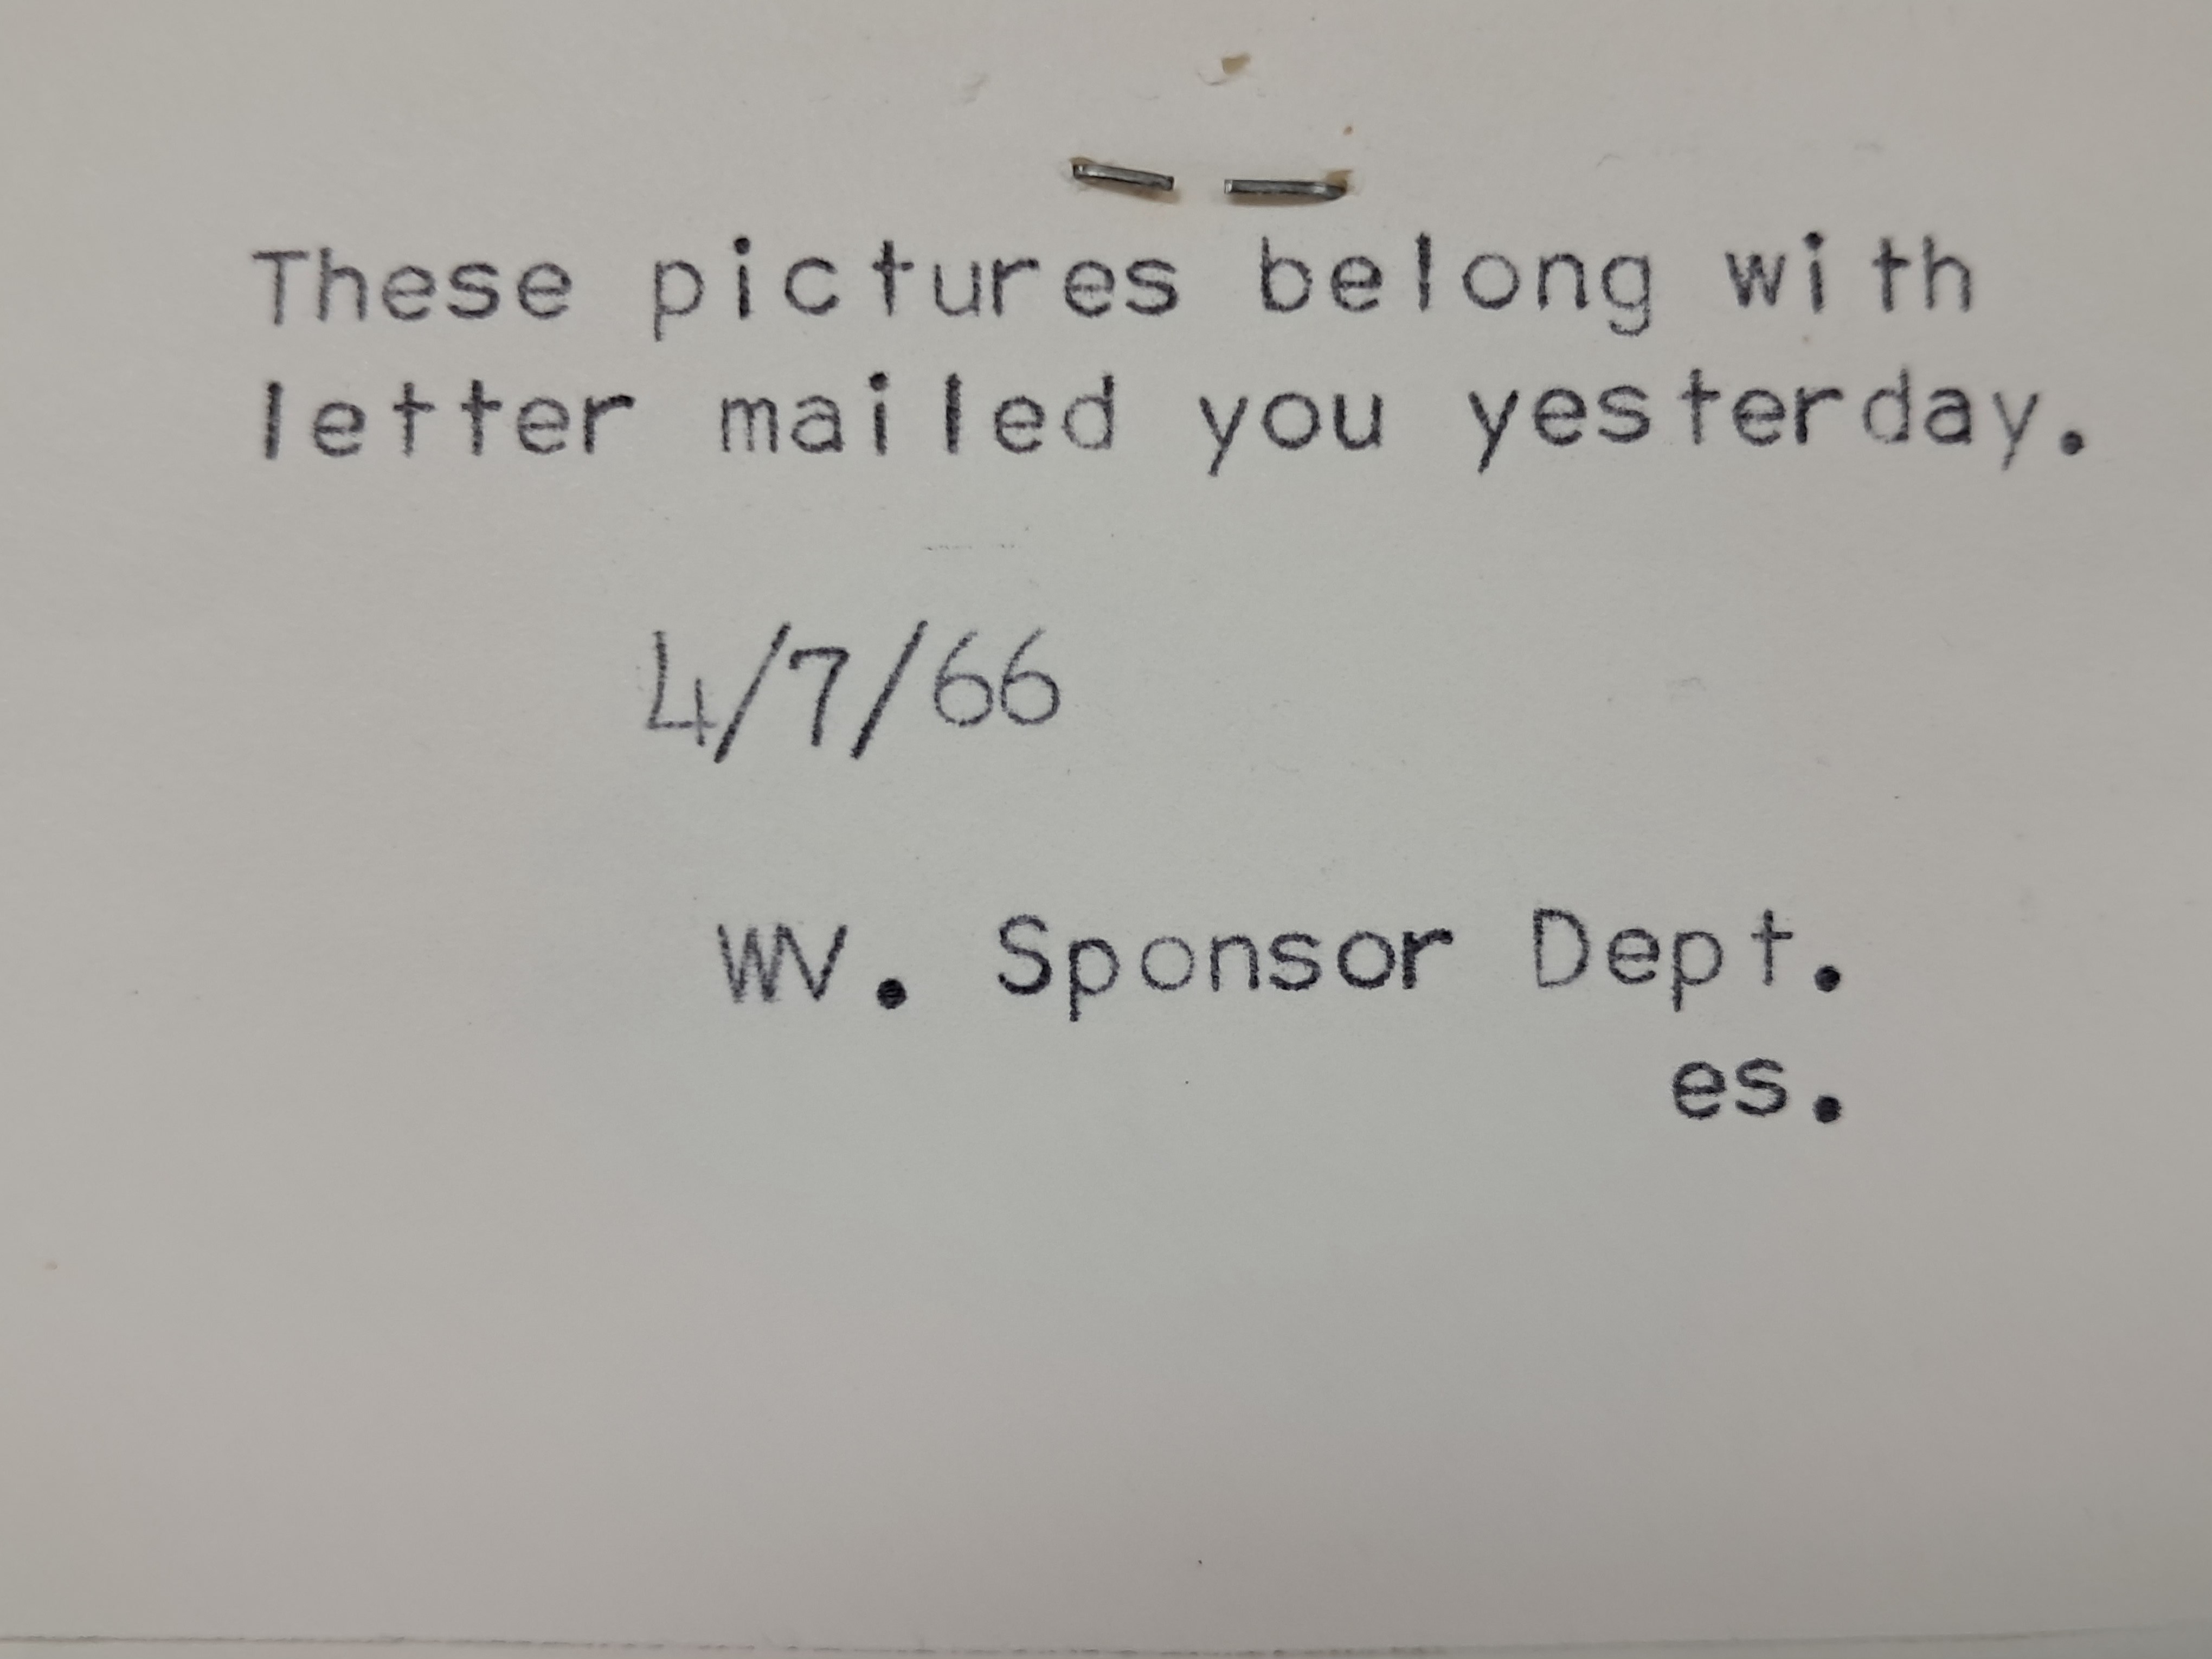 These pictures belong with
letter mailed you yesterday.
4/7/66
WV. Sponsor Dept.
es.